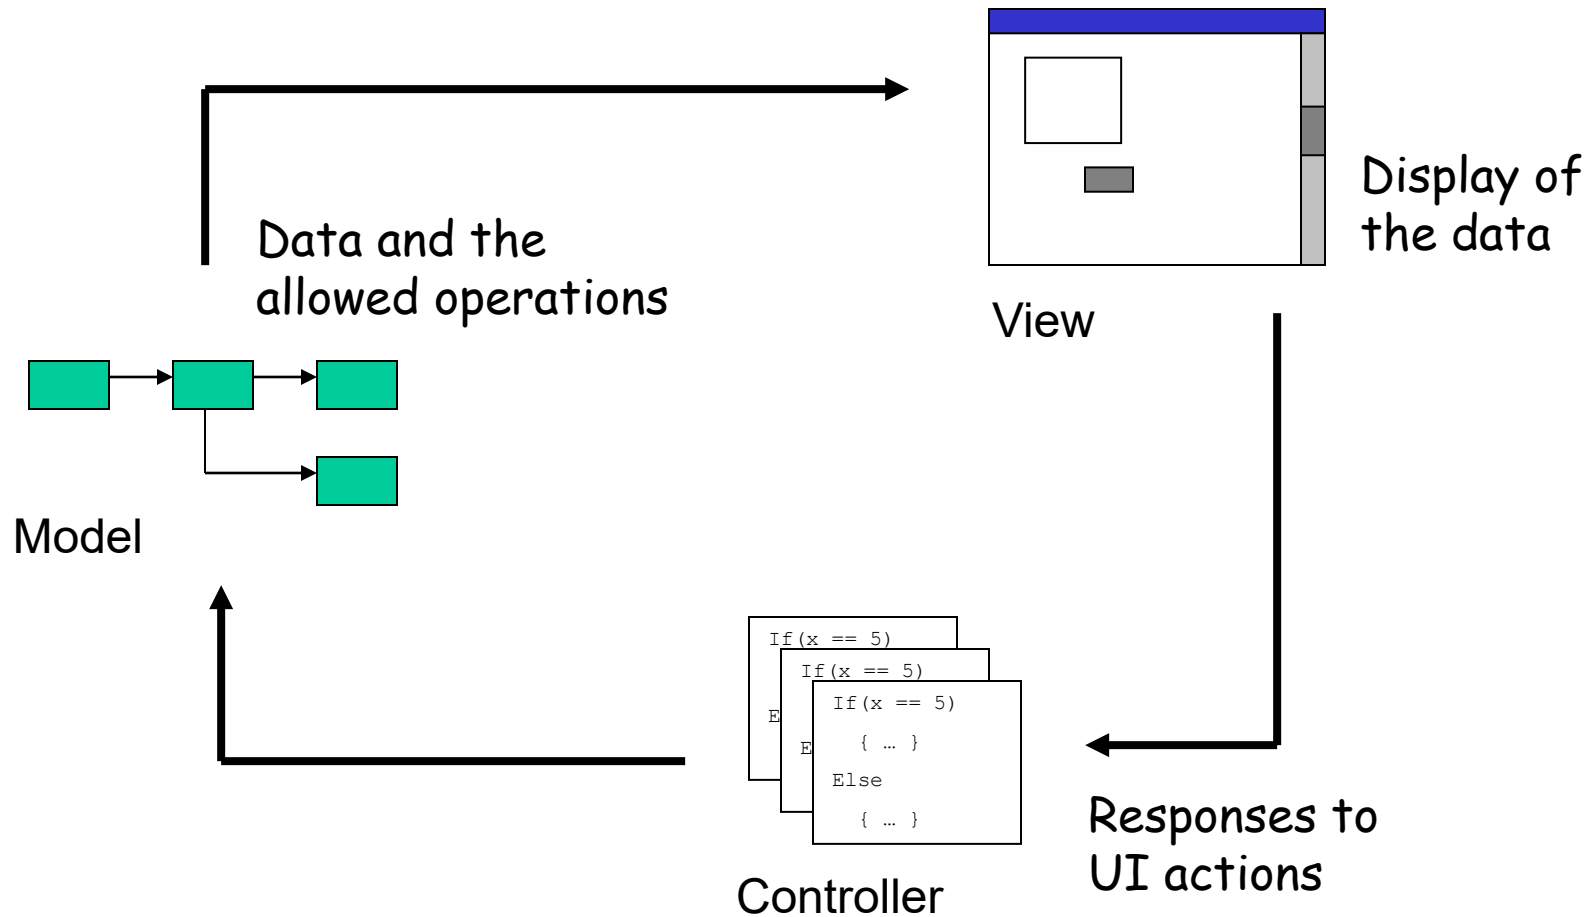 Data and the
allowed operations
Model
Display of
the data
View
If(x == 5)
E
If(x == 5)
E
If(x == 5)
{ … }
Else
{ … }
Controller
Responses to
UI actions